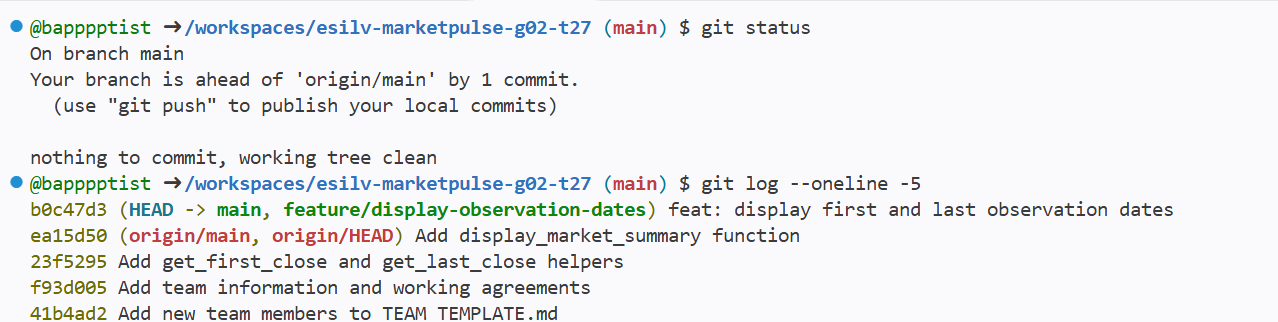 @bapppptist →/workspaces/esilv-marketpulse-g02-t27 (main) $ git status
On branch main
Your branch is ahead of 'origin/main' by 1 commit.
  (use "git push" to publish your local commits)

nothing to commit, working tree clean
@bapppptist →/workspaces/esilv-marketpulse-g02-t27 (main) $ git log --oneline -5
b0c47d3 (HEAD -> main, feature/display-observation-dates) feat: display first and last observation dates
ea15d50 (origin/main, origin/HEAD) Add display_market_summary function
23f5295 Add get_first_close and get_last_close helpers
f93d005 Add team information and working agreements
41b4ad2 Add new team members to TEAM_TEMPLATE.md